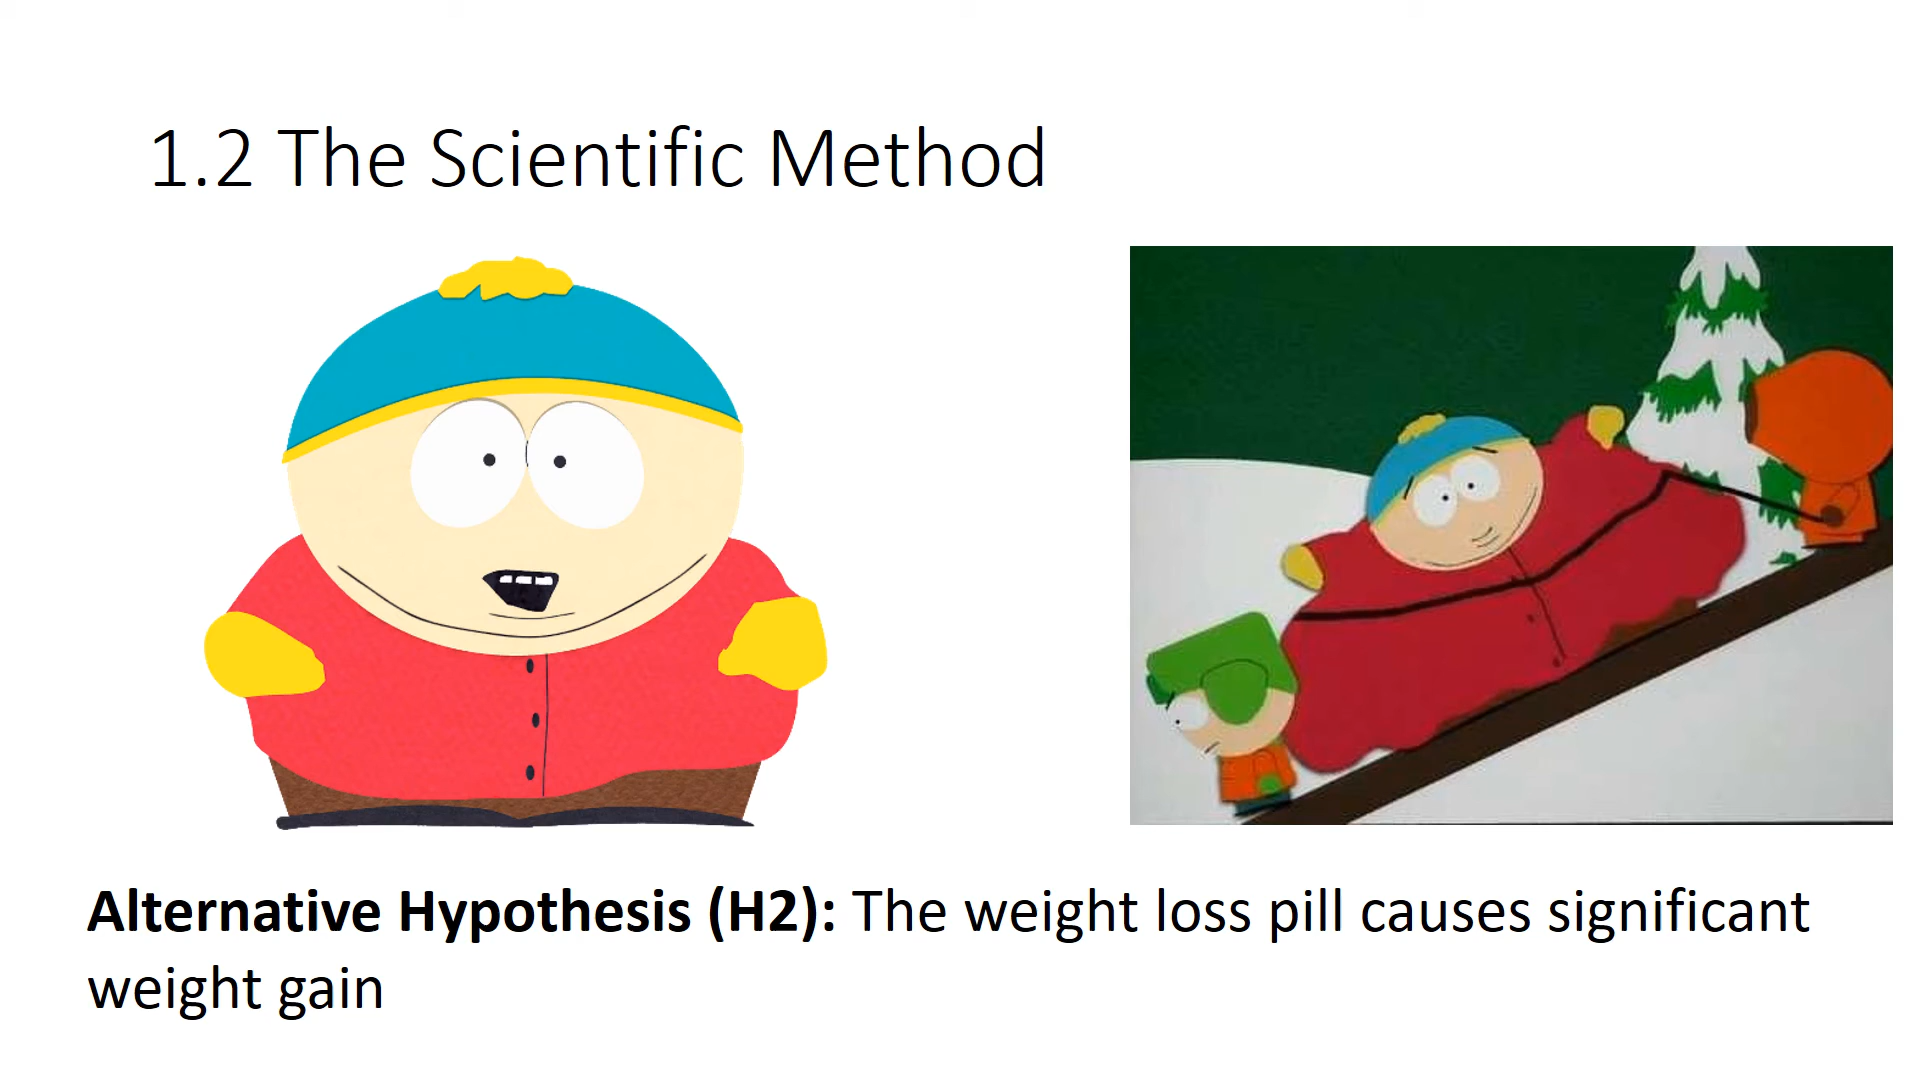 1.2 The Scientific Method
Alternative Hypothesis (H2): The weight loss pill causes significant
weight gain